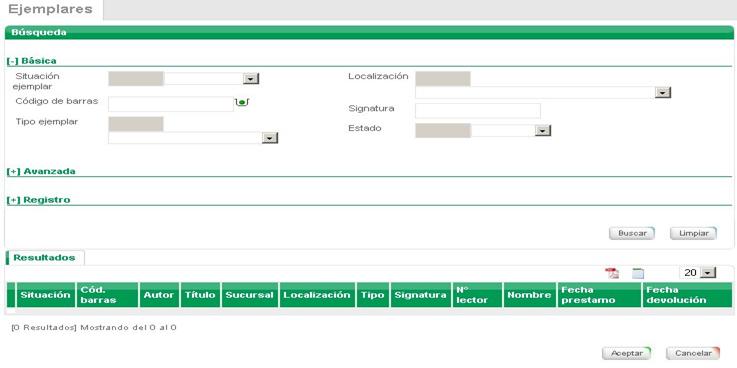 Ejemplares
Búsqueda
[-] Básica
Situación ejemplar
Localización
Código de barras
Signatura
Tipo ejemplar
Estado
[+] Avanzada
[+] Registro
Buscar Limpiar
Resultados
20
Situación Cód. barras Autor Título Sucursal Localización Tipo Signatura Nº lector Nombre Fecha prestamo Fecha devolución
[0 Resultados] Mostrando del 0 al 0
Aceptar Cancelar